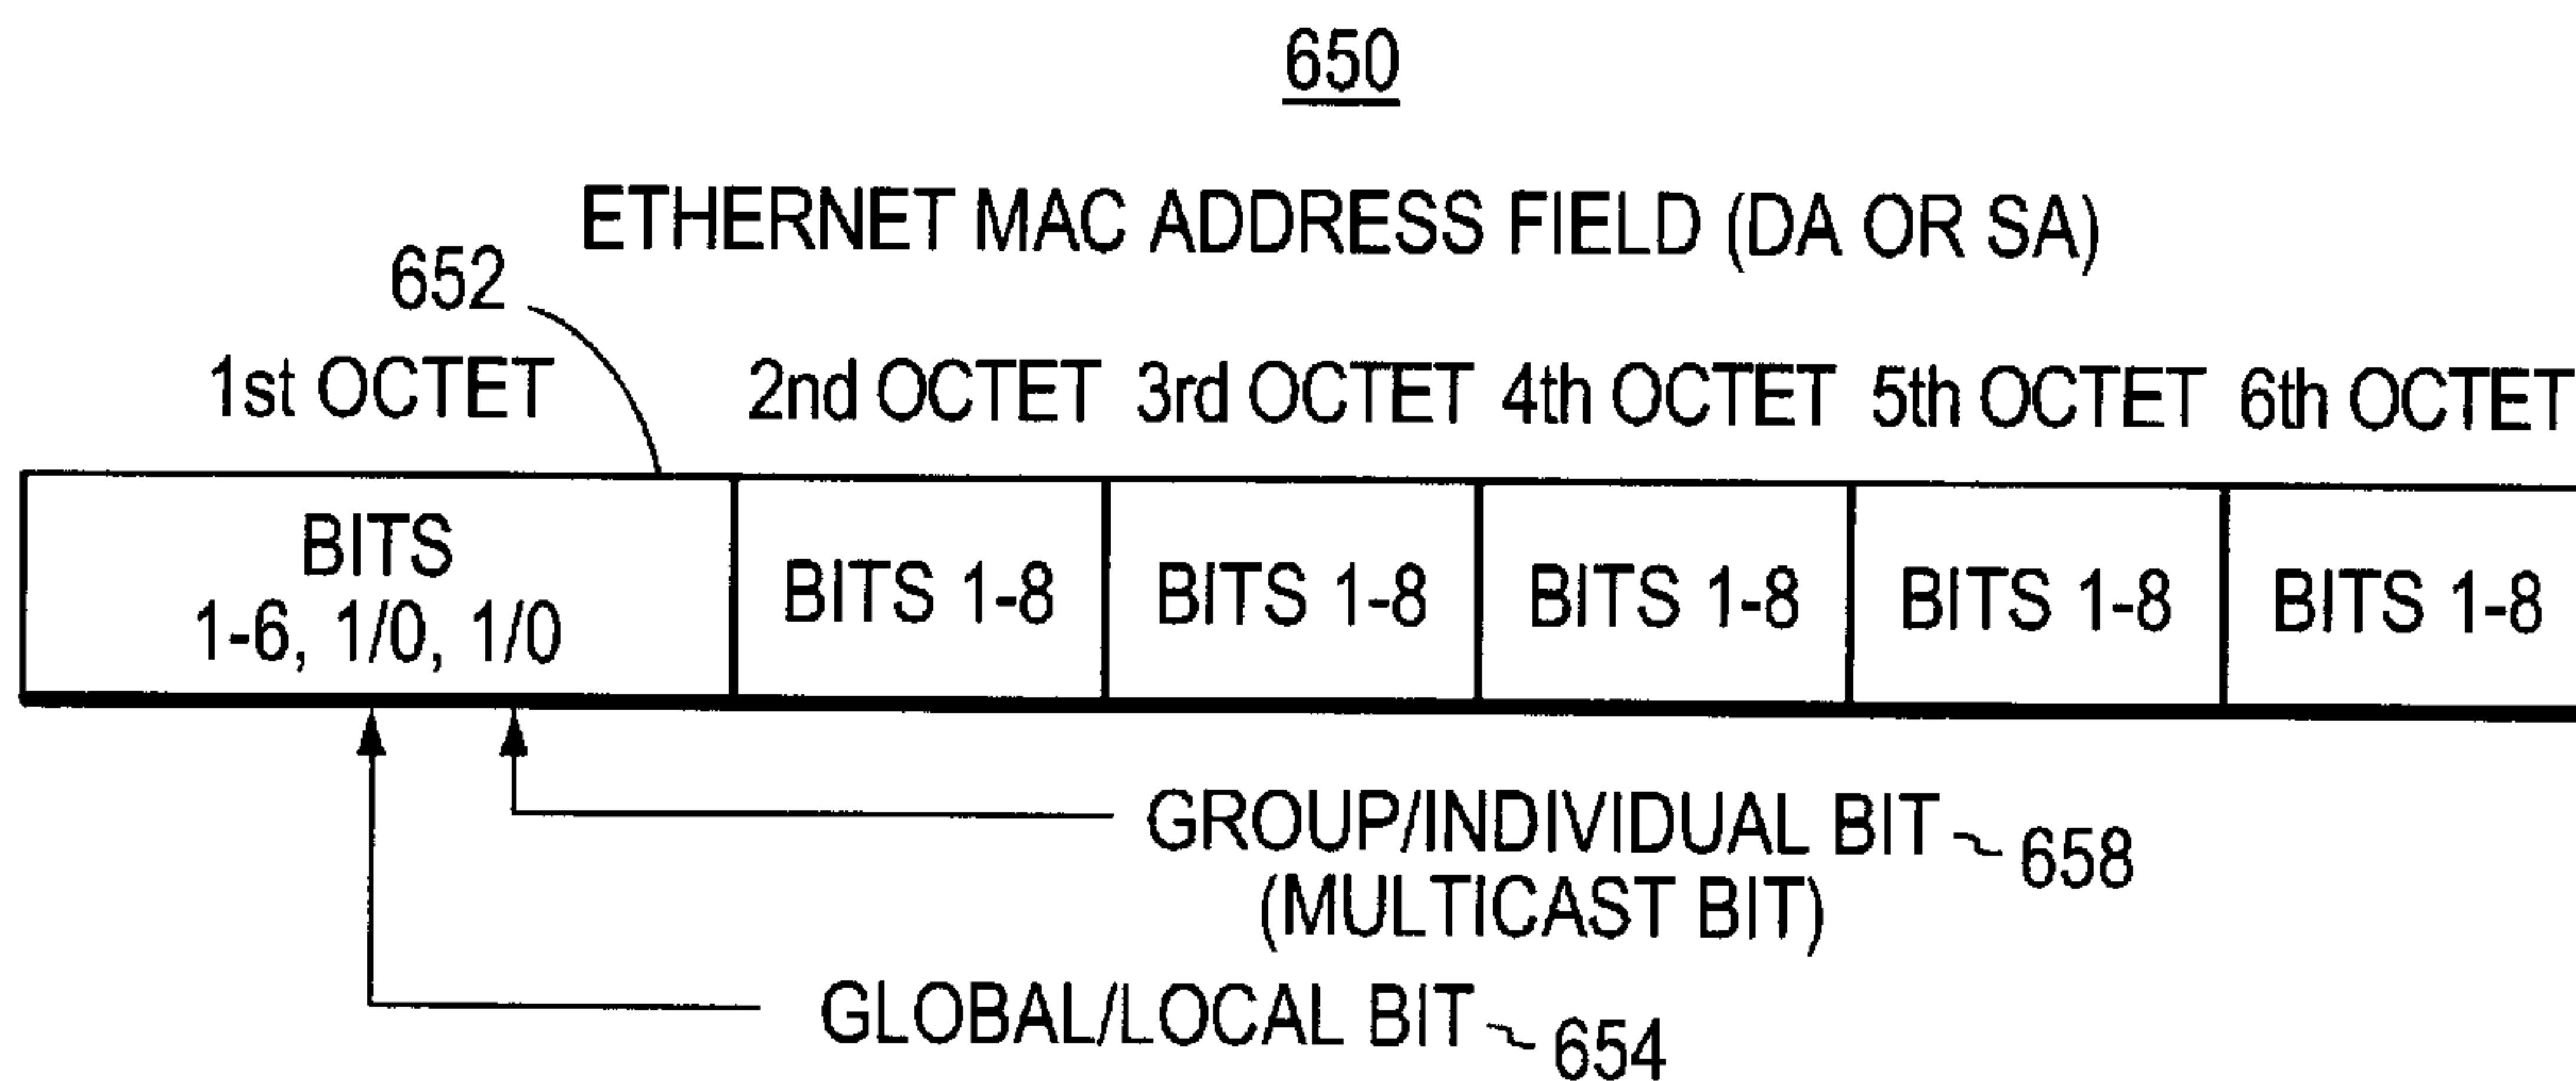 650
ETHERNET MAC ADDRESS FIELD (DA OR SA)
652
1st OCTET 2nd OCTET 3rd OCTET 4th OCTET 5th OCTET 6th OCTET
BITS
1-6, 1/0, 1/0
BITS 1-8
BITS 1-8
BITS 1-8
BITS 1-8
BITS 1-8
GROUP/INDIVIDUAL BIT 658
(MULTICAST BIT)
GLOBAL/LOCAL BIT 654